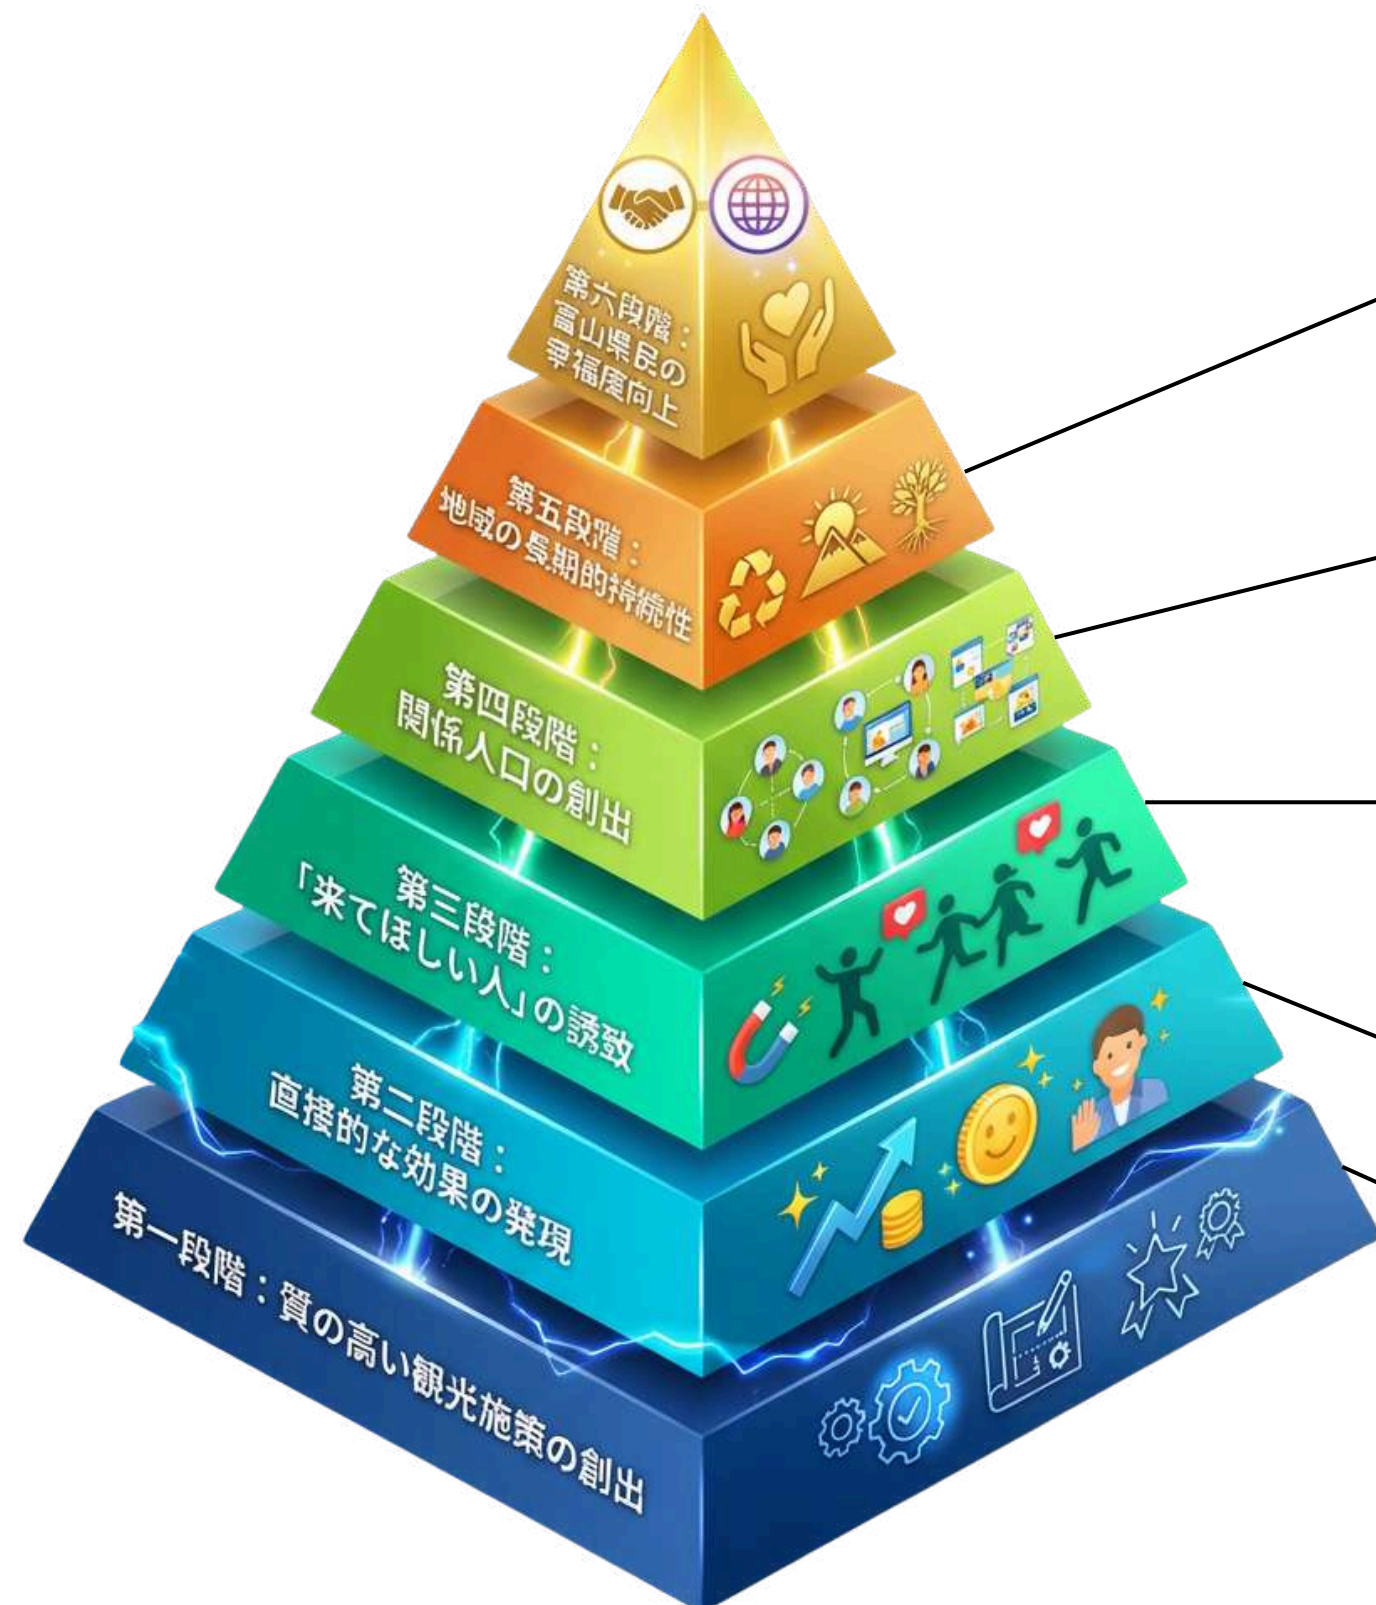 第六段階：
富山県民の
幸福度向上
第五段階：
地域の長期的持続性
第四段階：
関係人口の創出
第三段階：
「来てほしい人」の誘致
第二段階：
直接的な効果の発現
第一段階：質の高い観光施策の創出